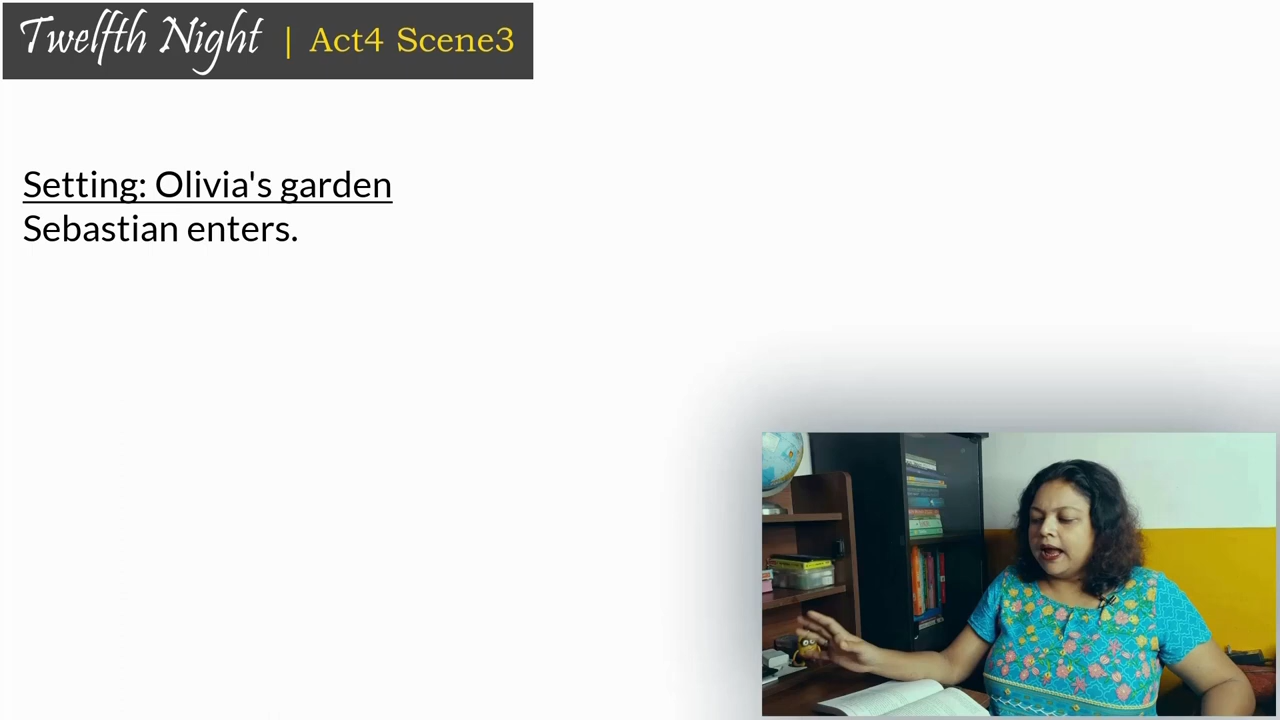 Twelfth Night | Act4 Scene3
Setting: Olivia's garden
Sebastian enters.